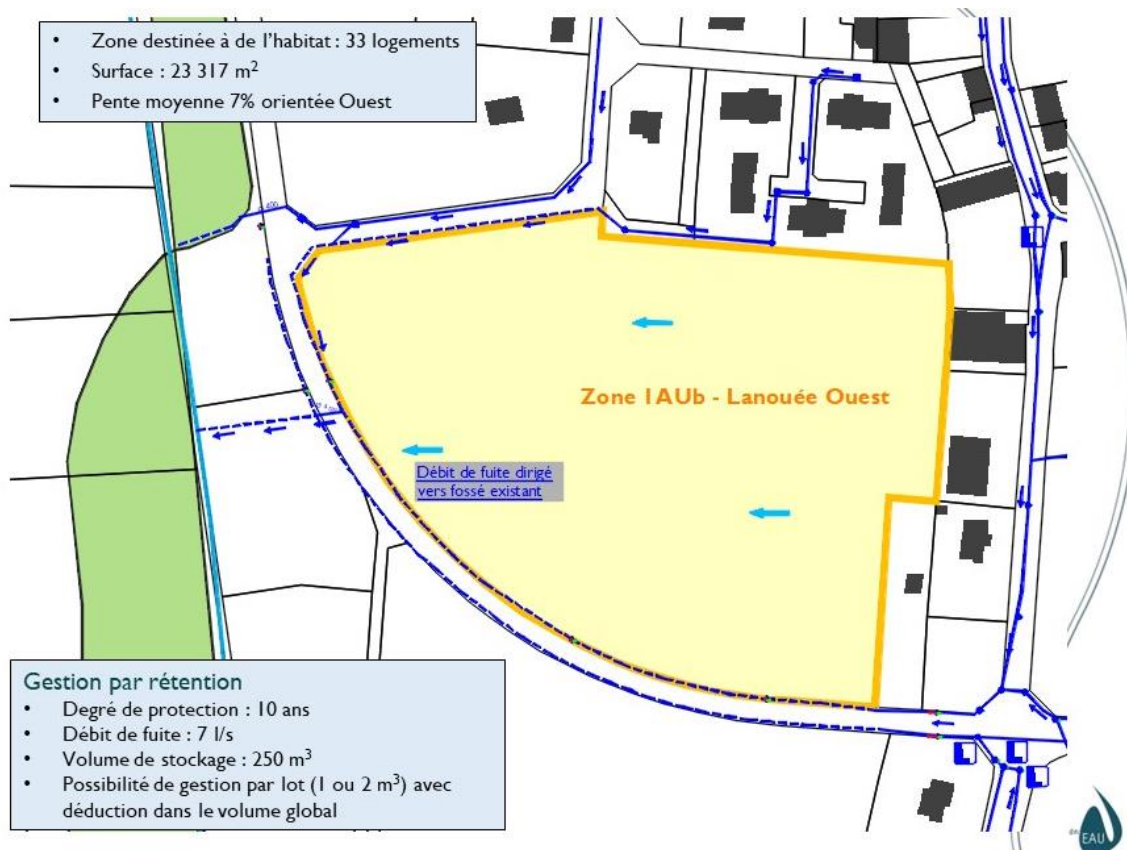 • Zone destinée à de l'habitat : 33 logements
• Surface : 23 317 m²
• Pente moyenne 7% orientée Ouest
400
Zone 1AUb - Lanouée Ouest
Débit de fuite dirigé
vers fossé existant
Gestion par rétention
• Degré de protection : 10 ans
• Débit de fuite : 7 l/s
• Volume de stockage : 250 m³
• Possibilité de gestion par lot (1 ou 2 m³) avec
déduction dans le volume global
EAU